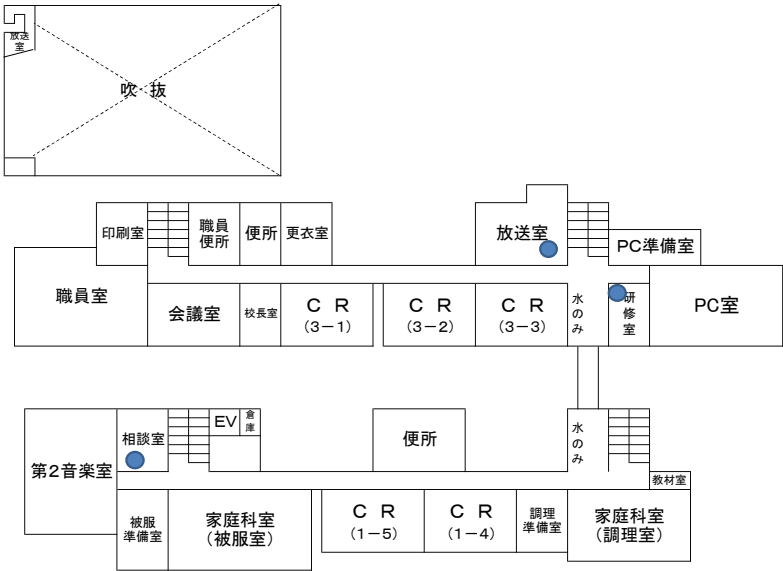 放送
室
吹 抜
印刷室
職員
便所
便所
更衣室
放送室
PC準備室
職員室
会議室
校長室
ＣＲ
（３－１）
ＣＲ
（３－２）
ＣＲ
（３－３）
水のみ
研修室
PC室
第２音楽室
相談室
EV
倉庫
便所
水のみ
教材室
被服
準備室
家庭科室
（被服室）
ＣＲ
（１－５）
ＣＲ
（１－４）
調理
準備室
家庭科室
（調理室）